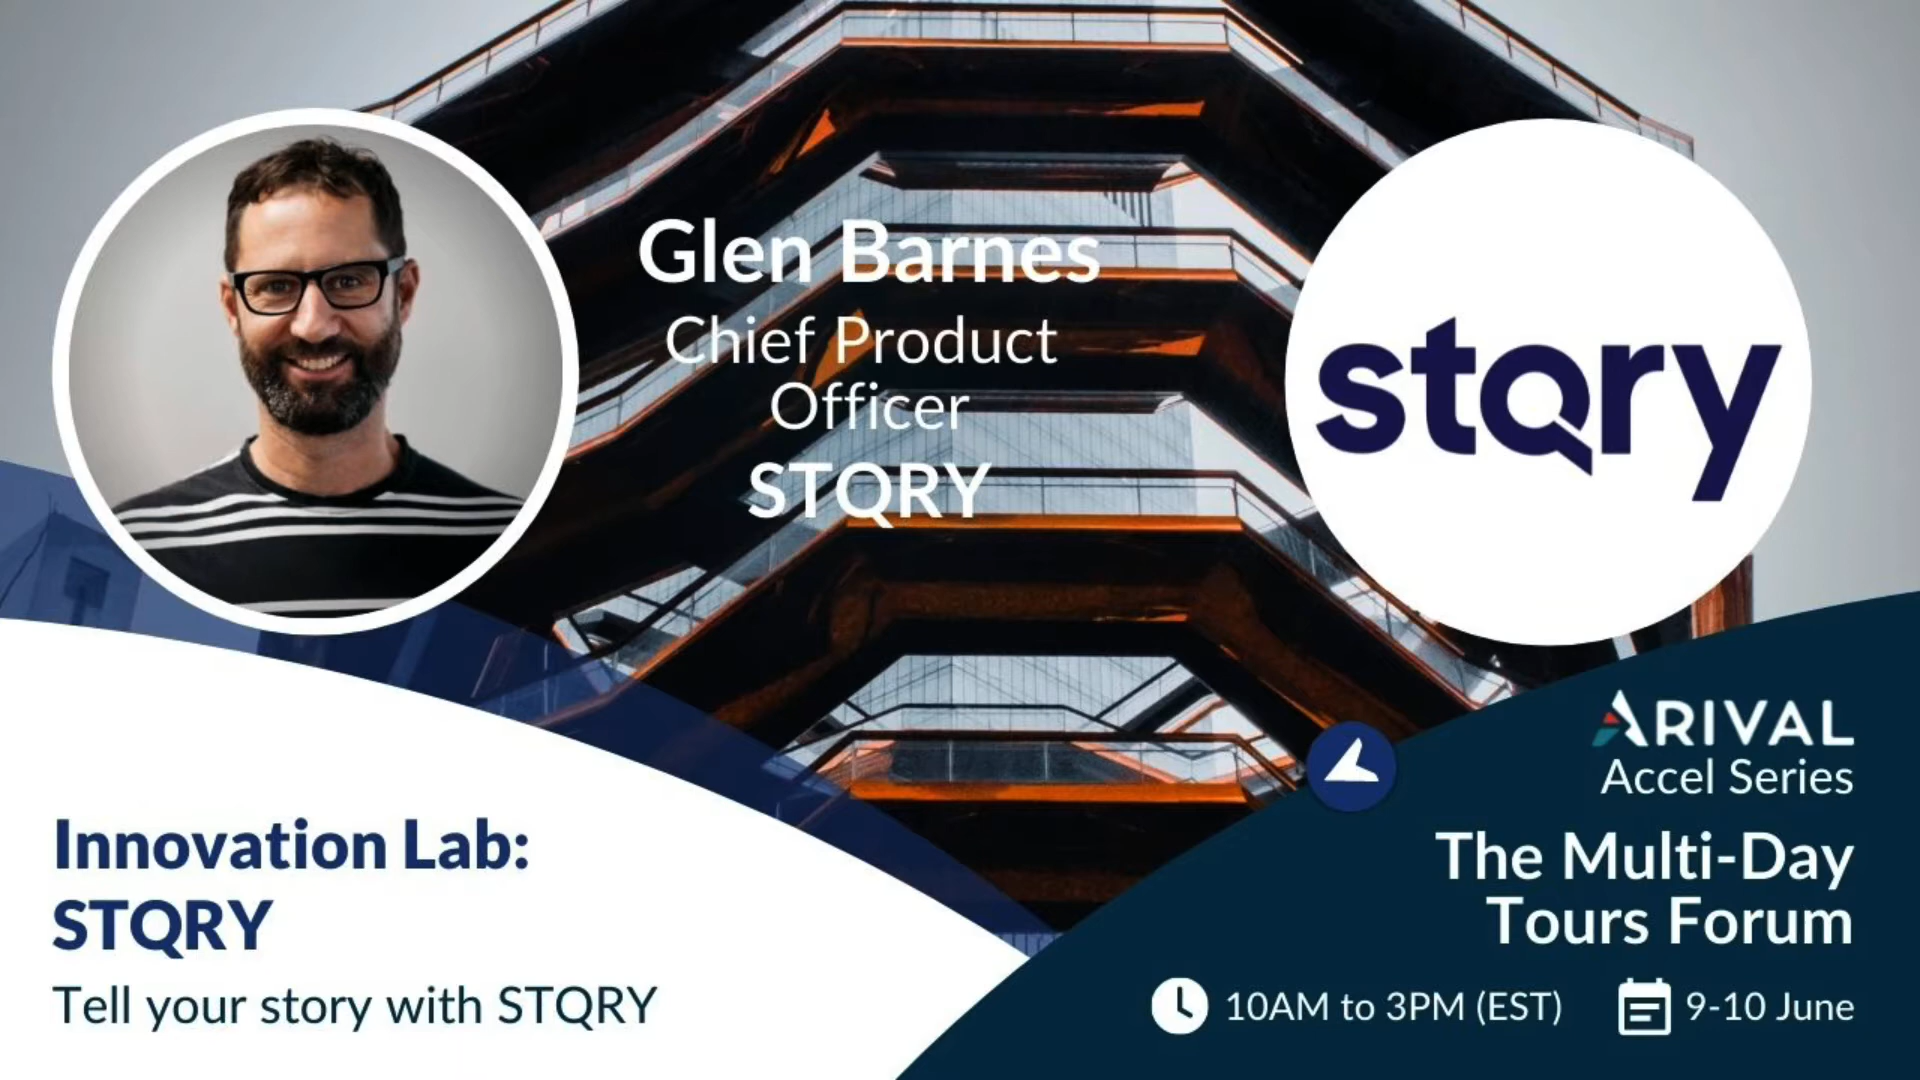 Glen Barnes
Chief Product
Officer
STQRY
stqry
Innovation Lab:
STQRY
Tell your story with STQRY
ARIVAL
Accel Series
The Multi-Day
Tours Forum
10AM to 3PM (EST)
9-10 June